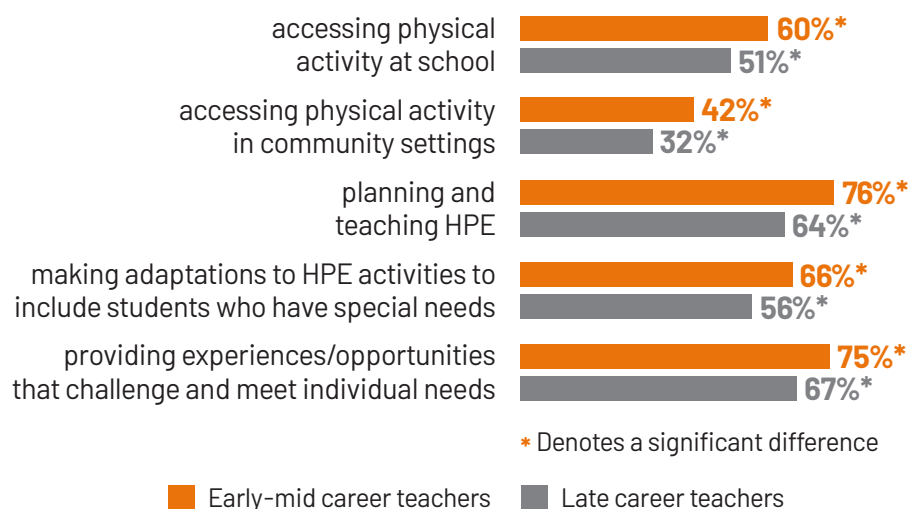 accessing physical
activity at school
60%*
51%*
accessing physical activity
in community settings
42%*
32%*
planning and
teaching HPE
76%*
64%*
making adaptations to HPE activities to
include students who have special needs
66%*
56%*
providing experiences/opportunities
that challenge and meet individual needs
75%*
67%*
* Denotes a significant difference
Early-mid career teachers
Late career teachers